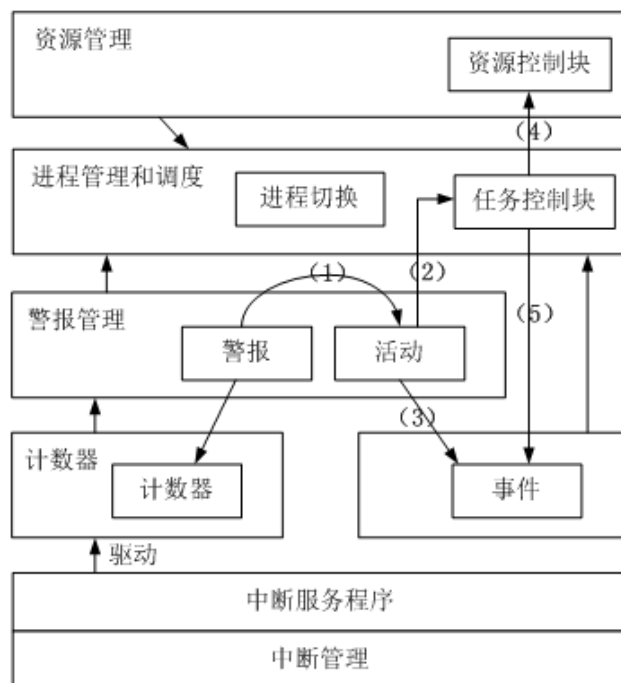 资源管理
资源控制块
（4）
进程管理和调度
进程切换
任务控制块
（1）
（2）
（5）
警报管理
警报
活动
（3）
计数器
计数器
事件
驱动
中断服务程序
中断管理